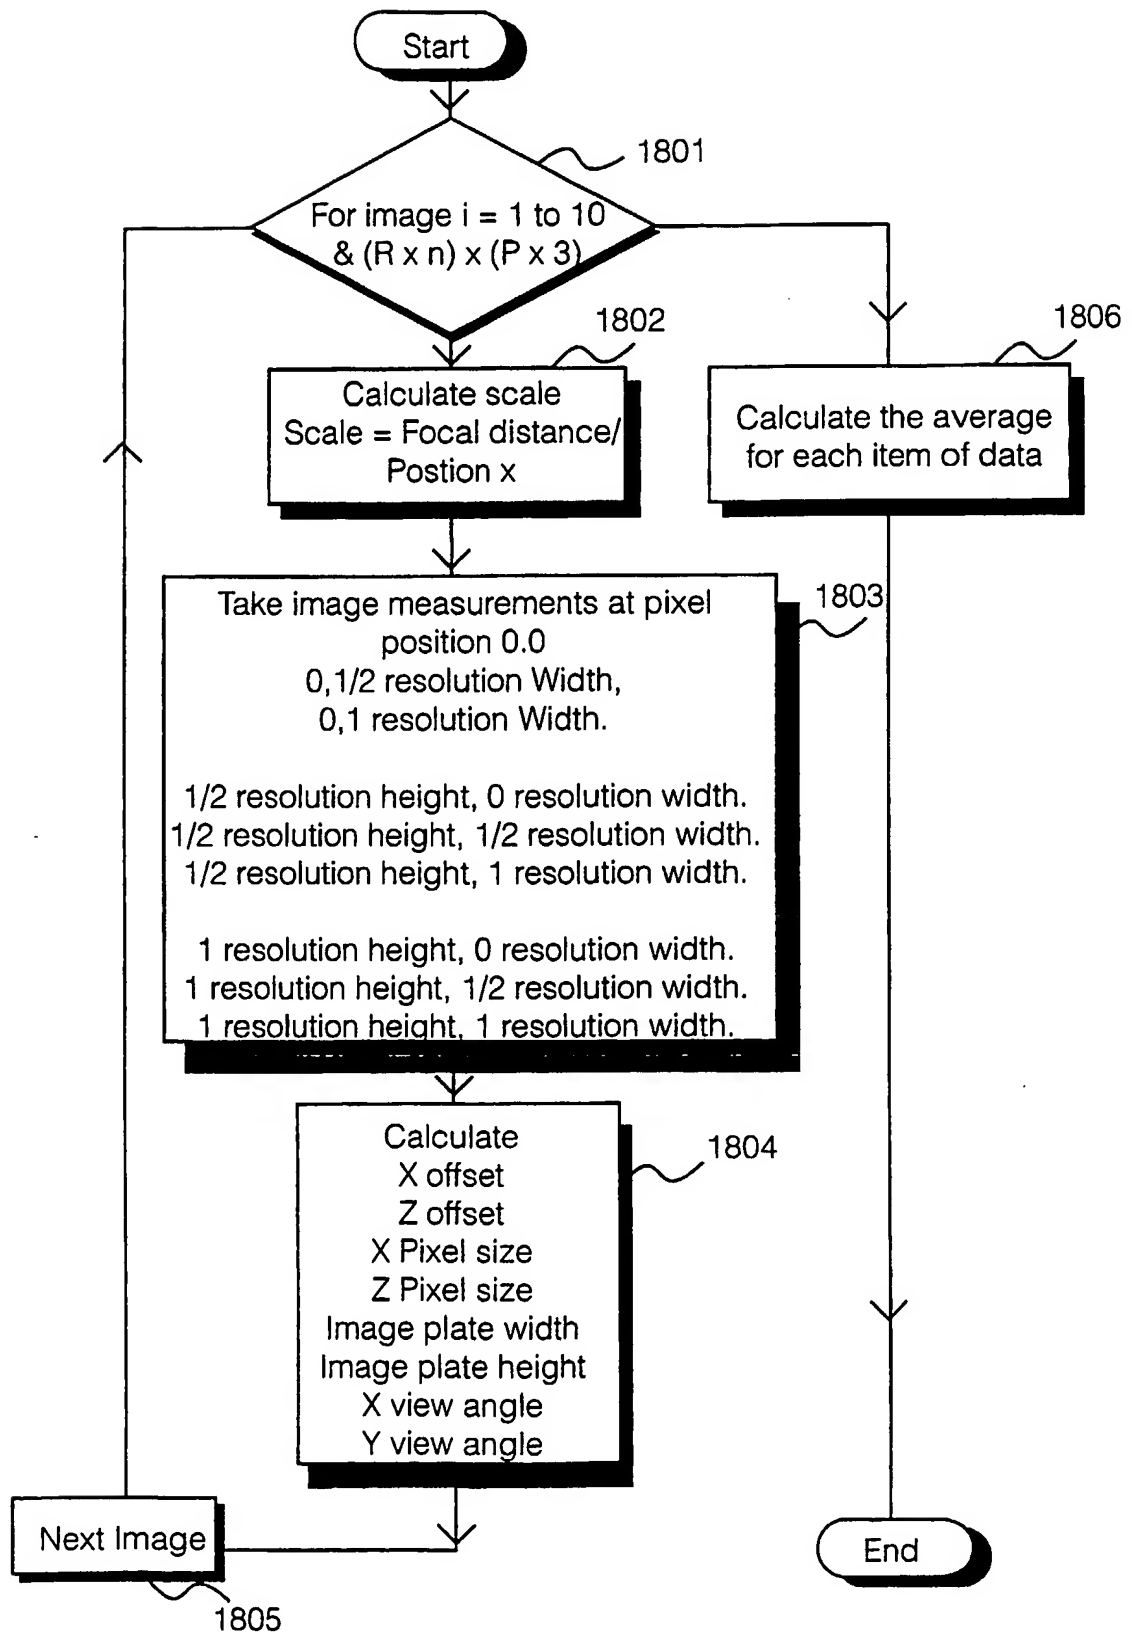 Start
1801
For image i = 1 to 10
& (R x n) x (P x 3)
1802
Calculate scale
Scale = Focal distance/
Postion x
1806
Calculate the average
for each item of data
1803
Take image measurements at pixel
position 0.0
0,1/2 resolution Width,
0,1 resolution Width.
1/2 resolution height, 0 resolution width.
1/2 resolution height, 1/2 resolution width.
1/2 resolution height, 1 resolution width.
1 resolution height, 0 resolution width.
1 resolution height, 1/2 resolution width.
1 resolution height, 1 resolution width.
1804
Calculate
X offset
Z offset
X Pixel size
Z Pixel size
Image plate width
Image plate height
X view angle
Y view angle
Next Image
1805
End